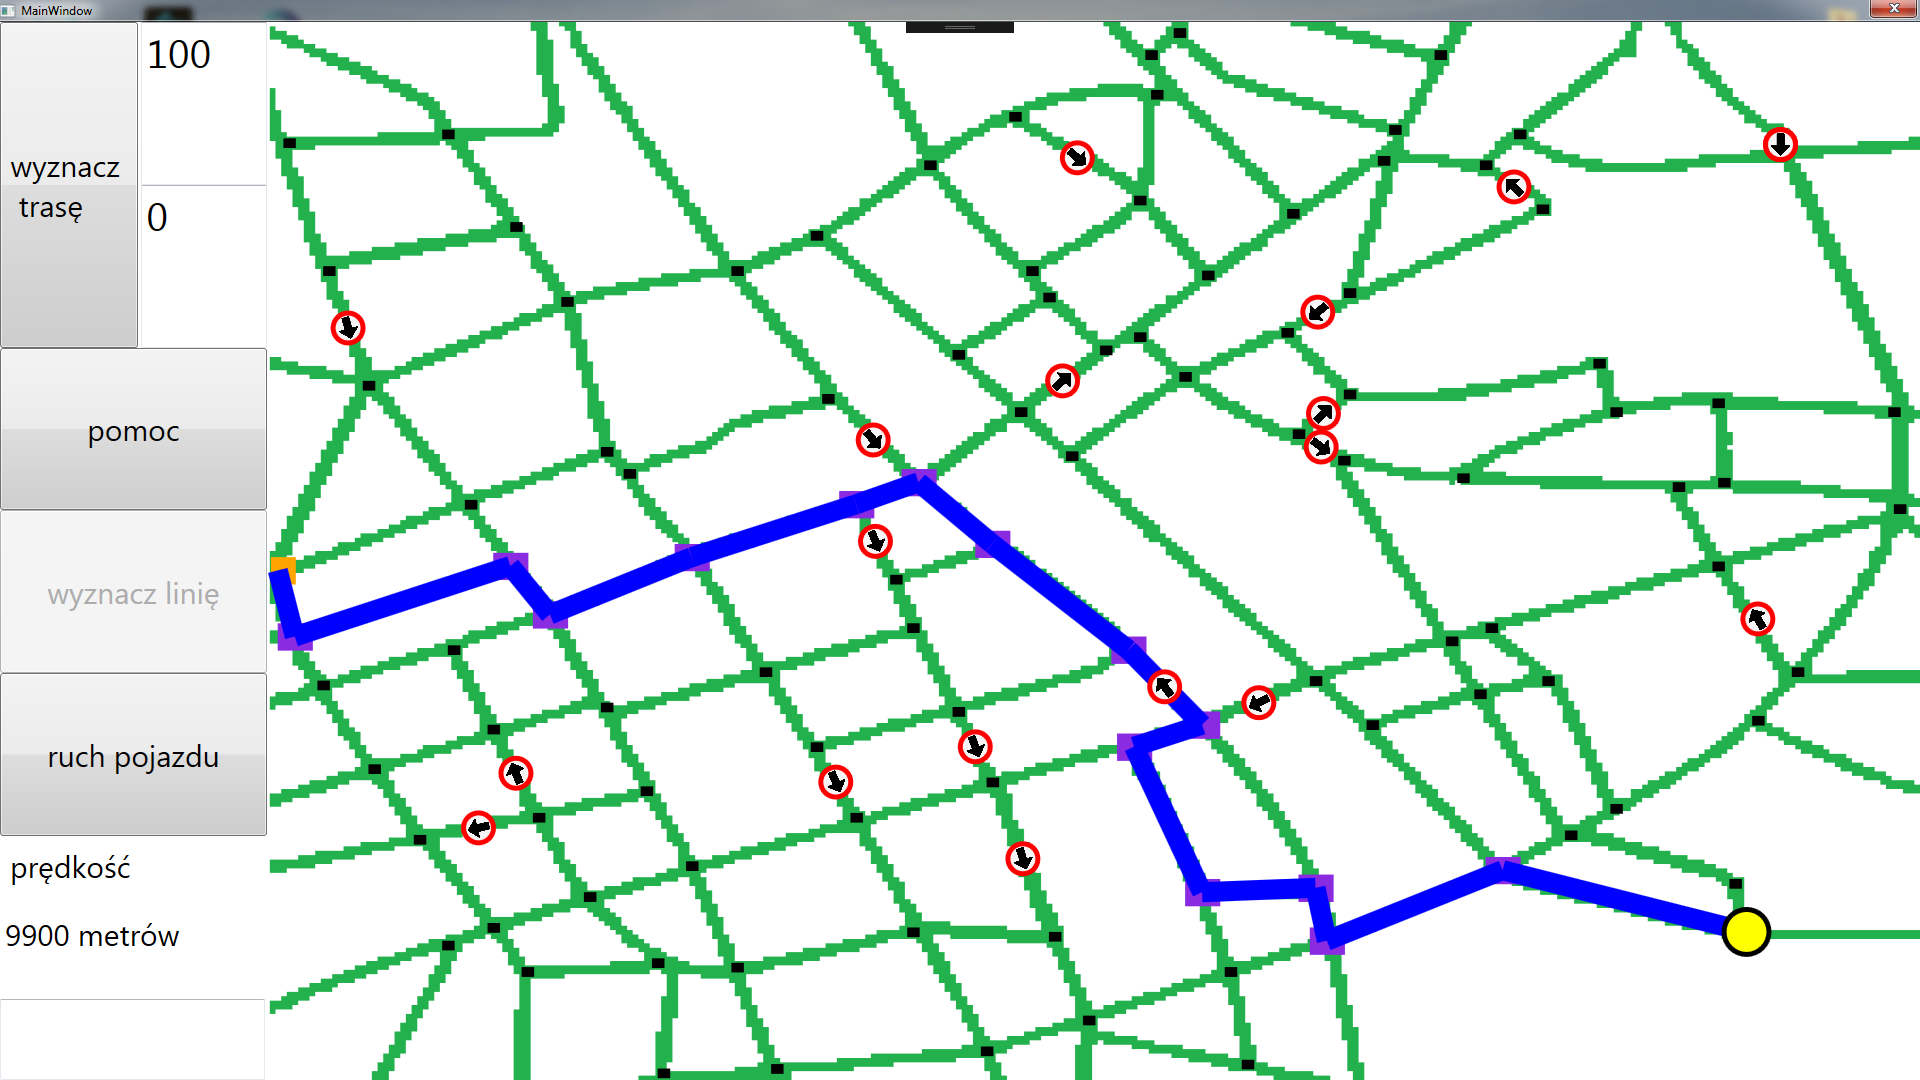 MainWindow
100
wyznacz
trasę
0
pomoc
wyznacz linię
ruch pojazdu
prędkość
9900 metrów